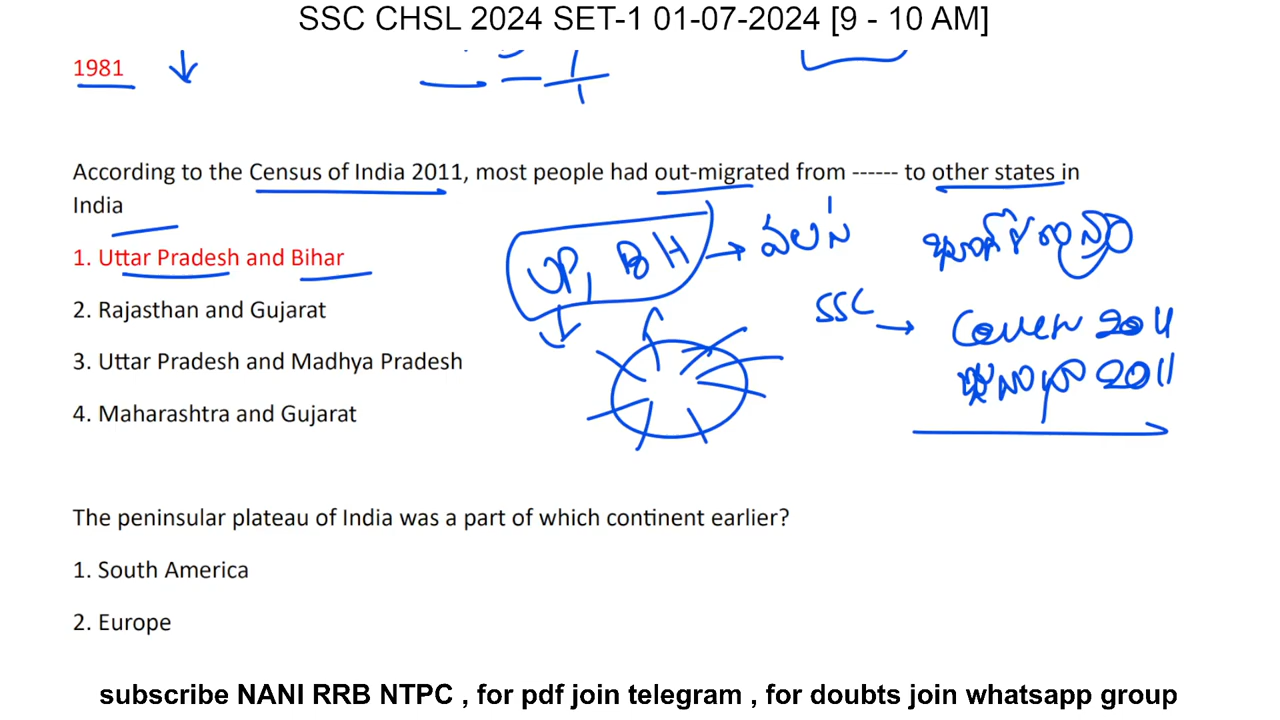 SSC CHSL 2024 SET-1 01-07-2024 [9 - 10 AM]
1981
According to the Census of India 2011, most people had out-migrated from ------ to other states in
India
1. Uttar Pradesh and Bihar
UP, BH → వలస
2. Rajasthan and Gujarat
SSC →
2011
2011
3. Uttar Pradesh and Madhya Pradesh
4. Maharashtra and Gujarat
The peninsular plateau of India was a part of which continent earlier?
1. South America
2. Europe
subscribe NANI RRB NTPC , for pdf join telegram , for doubts join whatsapp group